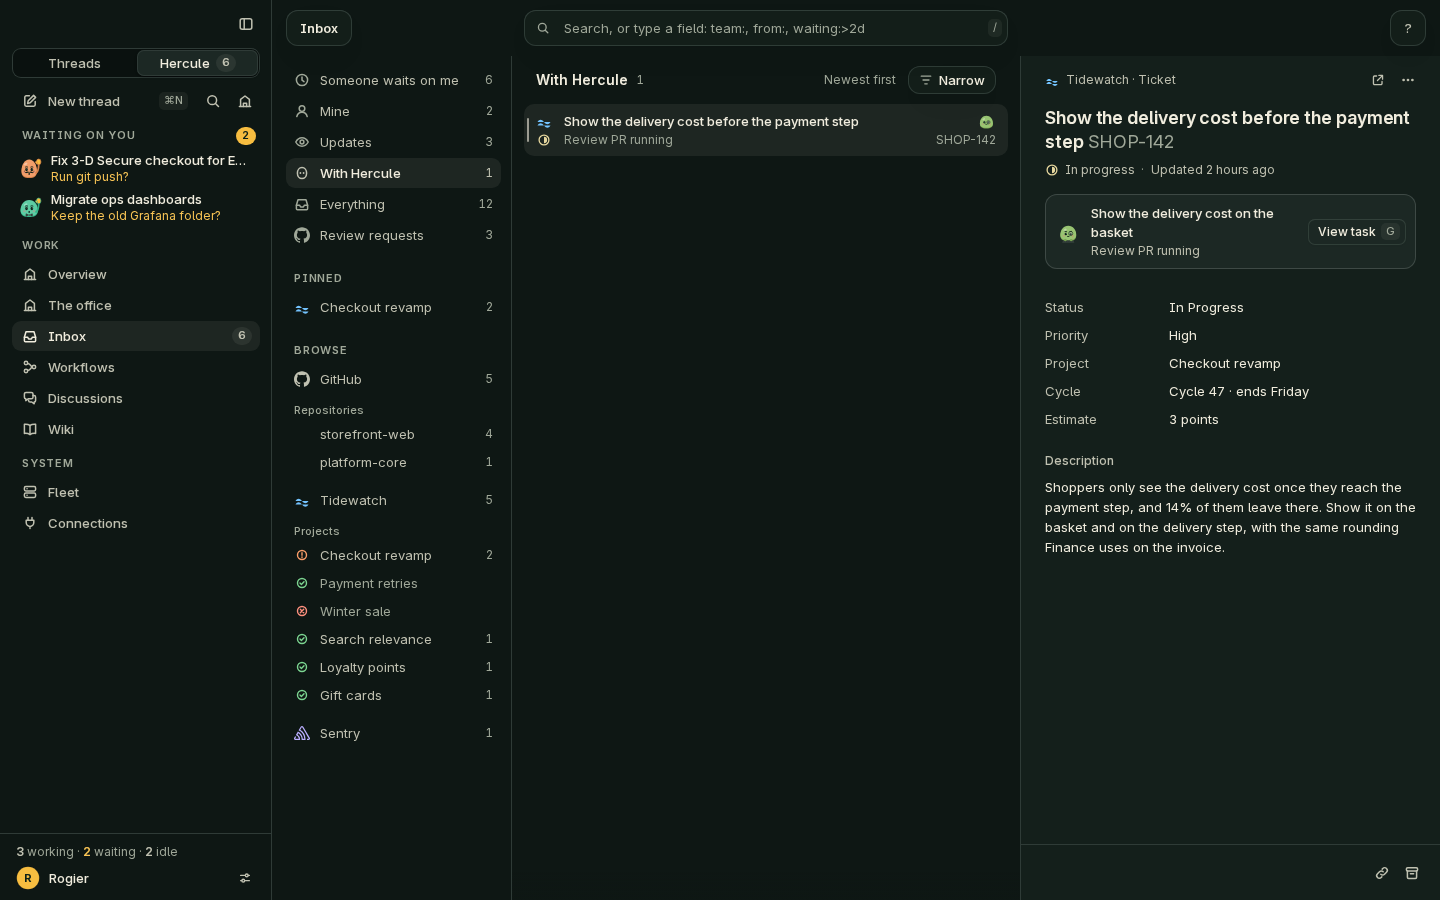 Threads
Hercule 6
New thread ⌘N
WAITING ON YOU 2
Fix 3-D Secure checkout for E…
Run git push?
Migrate ops dashboards
Keep the old Grafana folder?
WORK
Overview
The office
Inbox 6
Workflows
Discussions
Wiki
SYSTEM
Fleet
Connections
3 working · 2 waiting · 2 idle
R Rogier
Inbox
Someone waits on me 6
Mine 2
Updates 3
With Hercule 1
Everything 12
Review requests 3
PINNED
Checkout revamp 2
BROWSE
GitHub 5
Repositories
storefront-web 4
platform-core 1
Tidewatch 5
Projects
Checkout revamp 2
Payment retries
Winter sale
Search relevance 1
Loyalty points 1
Gift cards 1
Sentry 1
Search, or type a field: team:, from:, waiting:>2d /
?
With Hercule 1 Newest first Narrow
Show the delivery cost before the payment step
Review PR running SHOP-142
Tidewatch · Ticket
Show the delivery cost before the payment
step SHOP-142
In progress · Updated 2 hours ago
Show the delivery cost on the
basket
Review PR running
View task G
Status In Progress
Priority High
Project Checkout revamp
Cycle Cycle 47 · ends Friday
Estimate 3 points
Description
Shoppers only see the delivery cost once they reach the
payment step, and 14% of them leave there. Show it on the
basket and on the delivery step, with the same rounding
Finance uses on the invoice.